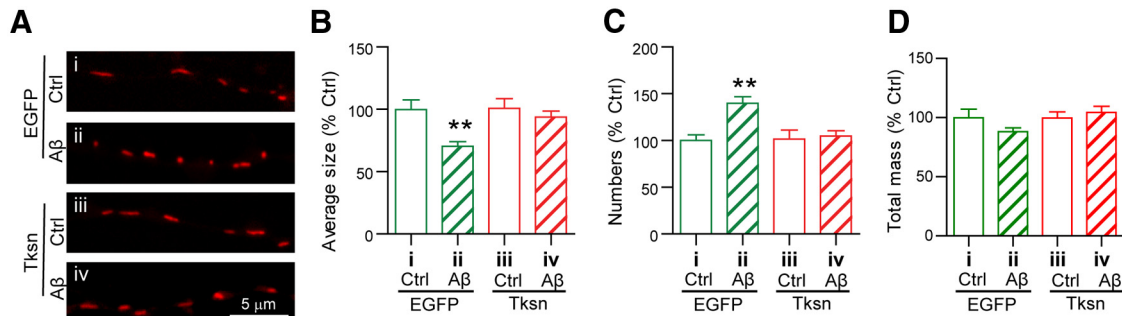 A
EGFP
Ctrl
i
Aβ
ii
Tksn
Ctrl
iii
Aβ
iv
5 μm
B
Average size (% Ctrl)
150
100
50
0
**
i ii iii iv
Ctrl Aβ Ctrl Aβ
EGFP Tksn
C
Numbers (% Ctrl)
200
150
100
50
0
**
i ii iii iv
Ctrl Aβ Ctrl Aβ
EGFP Tksn
D
Total mass (% Ctrl)
150
100
50
0
i ii iii iv
Ctrl Aβ Ctrl Aβ
EGFP Tksn